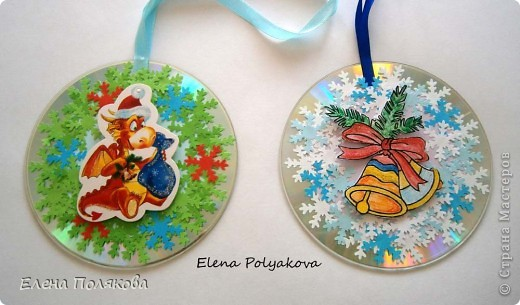 Elena Polyakova
Елена Полякова
© Страна Мастеров